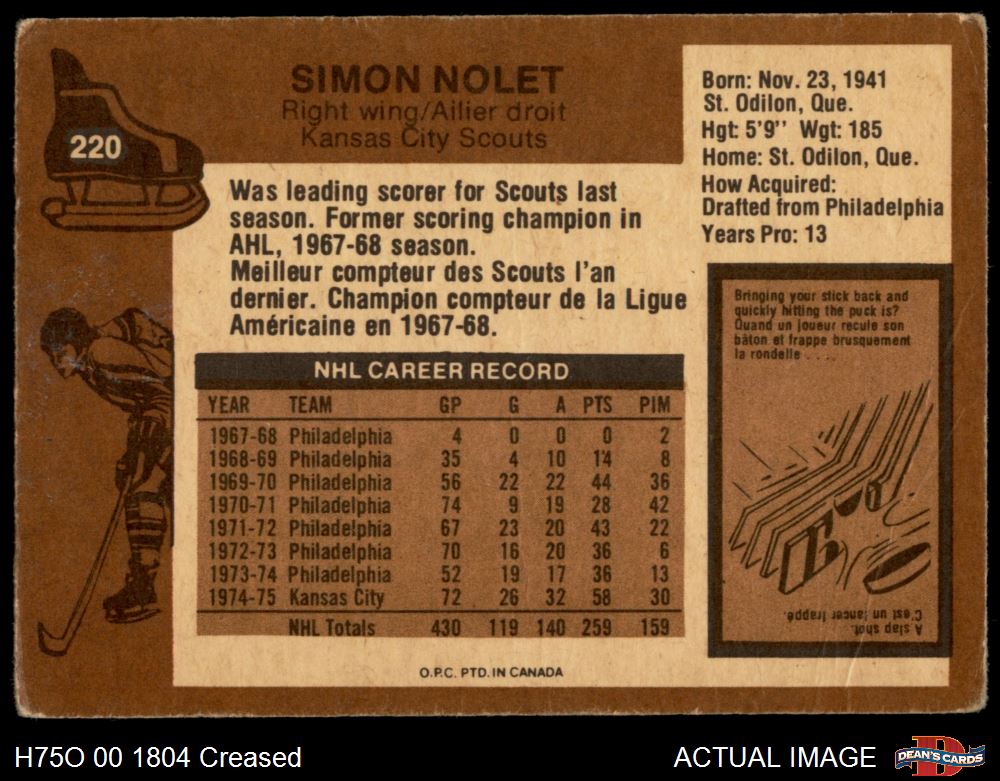 220
SIMON NOLET
Right wing/Ailier droit
Kansas City Scouts
Born: Nov. 23, 1941
St. Odilon, Que.
Hgt: 5'9'' Wgt: 185
Home: St. Odilon, Que.
How Acquired:
Drafted from Philadelphia
Years Pro: 13
Was leading scorer for Scouts last
season. Former scoring champion in
AHL, 1967-68 season.
Meilleur compteur des Scouts l'an
dernier. Champion compteur de la Ligue
Américaine en 1967-68.
NHL CAREER RECORD
YEAR TEAM GP G A PTS PIM
1967-68 Philadelphia 4 0 0 0 2
1968-69 Philadelphia 35 4 10 14 8
1969-70 Philadelphia 56 22 22 44 36
1970-71 Philadelphia 74 9 19 28 42
1971-72 Philadelphia 67 23 20 43 22
1972-73 Philadelphia 70 16 20 36 6
1973-74 Philadelphia 52 19 17 36 13
1974-75 Kansas City 72 26 32 58 30
NHL Totals 430 119 140 259 159
O.P.C. PTD. IN CANADA
Bringing your stick back and
quickly hitting the puck is?
Quand un joueur recule son
bâton et frappe brusquement
la rondelle . . . .
A slap shot.
C'est un lancer frappé.
H75O 00 1804 Creased
ACTUAL IMAGE
D
DEAN'S CARDS